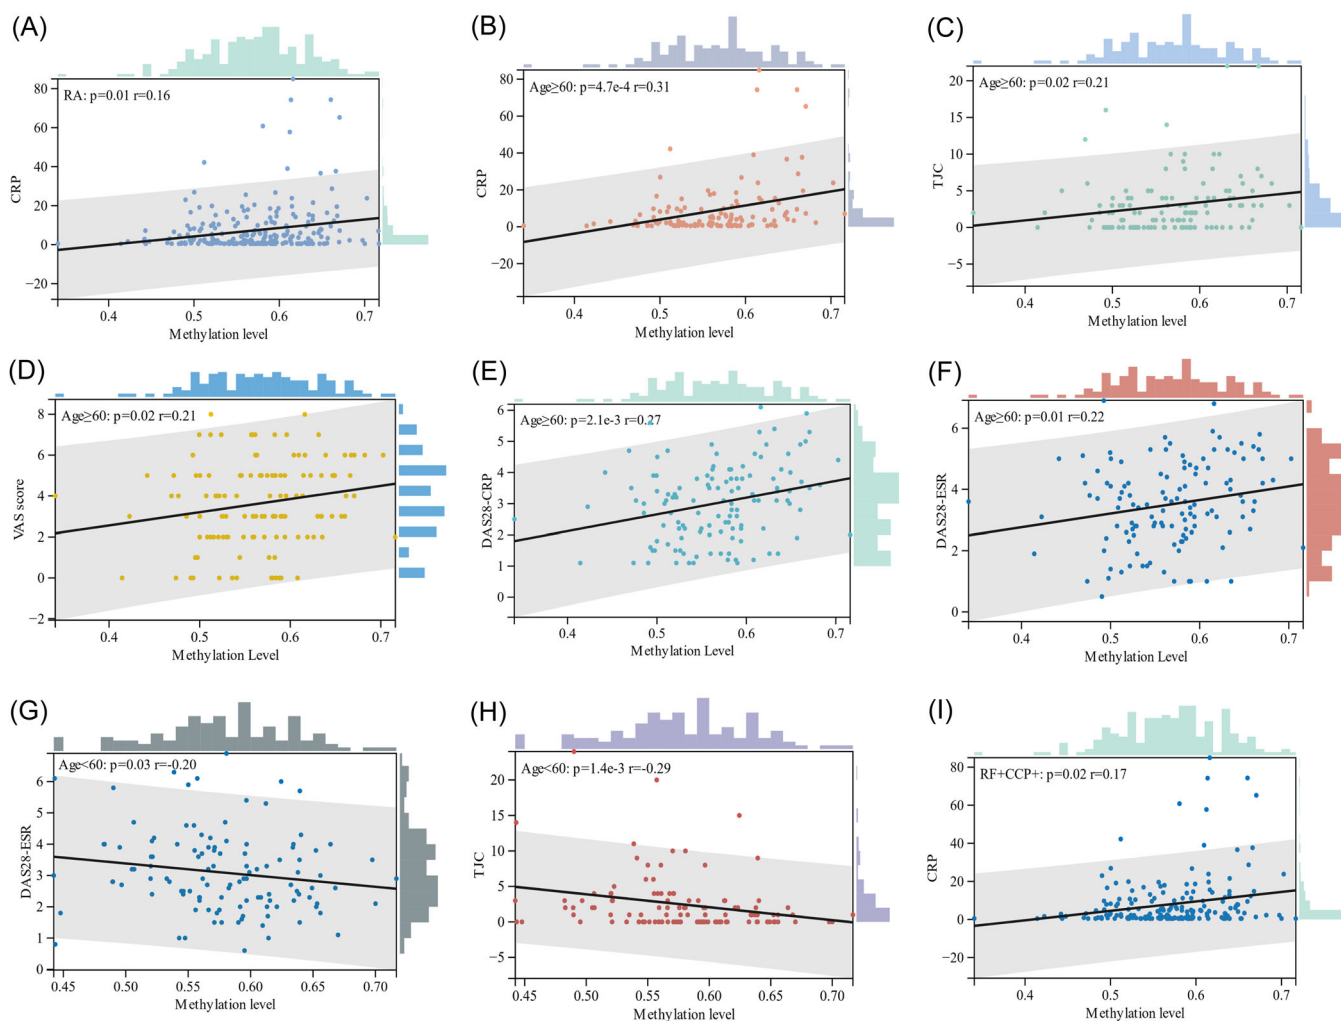 (A)
RA: p=0.01 r=0.16
CRP
80
60
40
20
0
−20
0.4
0.5
0.6
0.7
Methylation level
(B)
Age≥60: p=4.7e-4 r=0.31
CRP
80
60
40
20
0
−20
0.4
0.5
0.6
0.7
Methylation level
(C)
Age≥60: p=0.02 r=0.21
TJC
20
15
10
5
0
−5
0.4
0.5
0.6
0.7
Methylation level
(D)
Age≥60: p=0.02 r=0.21
VAS score
8
6
4
2
0
−2
0.4
0.5
0.6
0.7
Methylation Level
(E)
Age≥60: p=2.1e-3 r=0.27
DAS28-CRP
6
5
4
3
2
1
0
0.4
0.5
0.6
0.7
Methylation Level
(F)
Age≥60: p=0.01 r=0.22
DAS28-ESR
6
4
2
0
0.4
0.5
0.6
0.7
Methylation Level
(G)
Age<60: p=0.03 r=-0.20
DAS28-ESR
6
5
4
3
2
1
0
0.45
0.50
0.55
0.60
0.65
0.70
Methylation level
(H)
Age<60: p=1.4e-3 r=-0.29
TJC
20
15
10
5
0
−5
0.45
0.50
0.55
0.60
0.65
0.70
Methylation level
(I)
RF+CCP+: p=0.02 r=0.17
CRP
80
60
40
20
0
−20
0.4
0.5
0.6
0.7
Methylation level